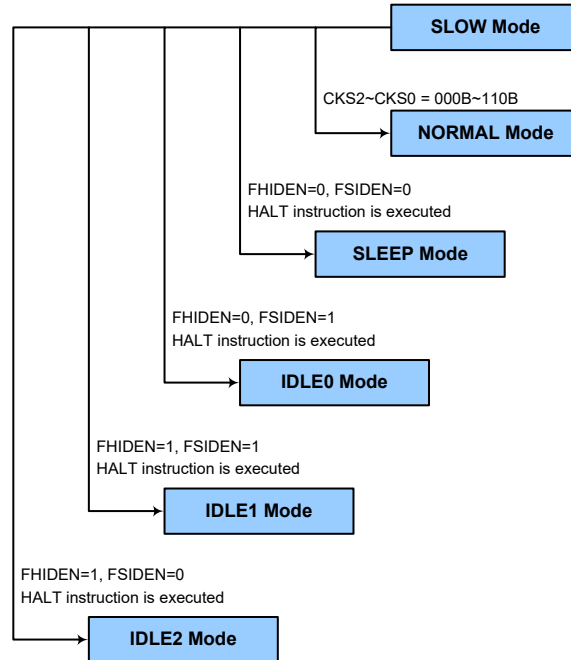 SLOW Mode
CKS2~CKS0 = 000B~110B
NORMAL Mode
FHIDEN=0, FSIDEN=0
HALT instruction is executed
SLEEP Mode
FHIDEN=0, FSIDEN=1
HALT instruction is executed
IDLE0 Mode
FHIDEN=1, FSIDEN=1
HALT instruction is executed
IDLE1 Mode
FHIDEN=1, FSIDEN=0
HALT instruction is executed
IDLE2 Mode